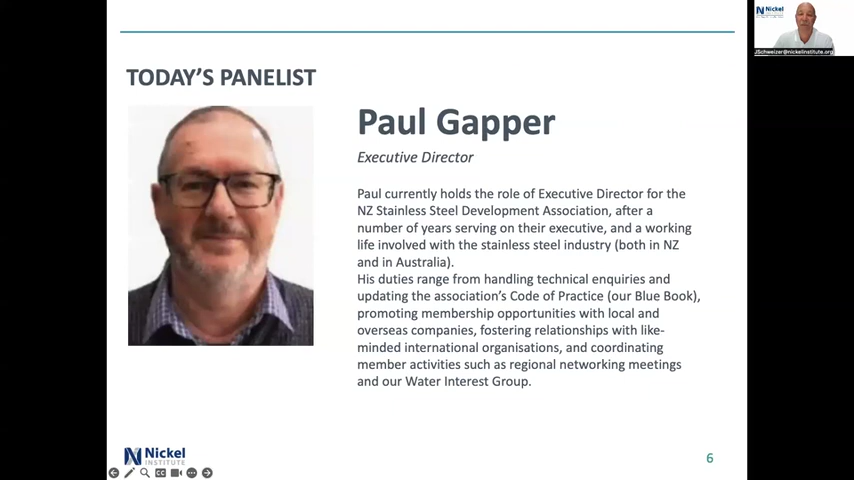 TODAY'S PANELIST
Paul Gapper
Executive Director
Paul currently holds the role of Executive Director for the
NZ Stainless Steel Development Association, after a
number of years serving on their executive, and a working
life involved with the stainless steel industry (both in NZ
and in Australia).
His duties range from handling technical enquiries and
updating the association's Code of Practice (our Blue Book),
promoting membership opportunities with local and
overseas companies, fostering relationships with like-
minded international organisations, and coordinating
member activities such as regional networking meetings
and our Water Interest Group.
Nickel
INSTITUTE
6
Nickel
JSchweizer@nickelinstitute.org